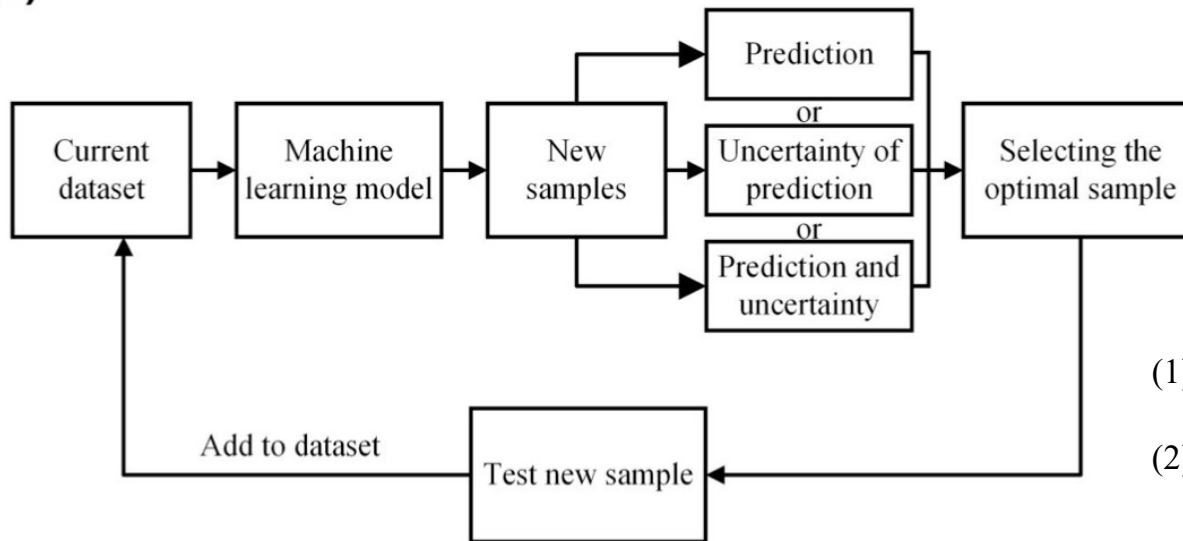 Prediction
or
Current
dataset
Machine
learning model
New
samples
Uncertainty of
prediction
Selecting the
optimal sample
or
Prediction and
uncertainty
(1)
Add to dataset
Test new sample
(2)